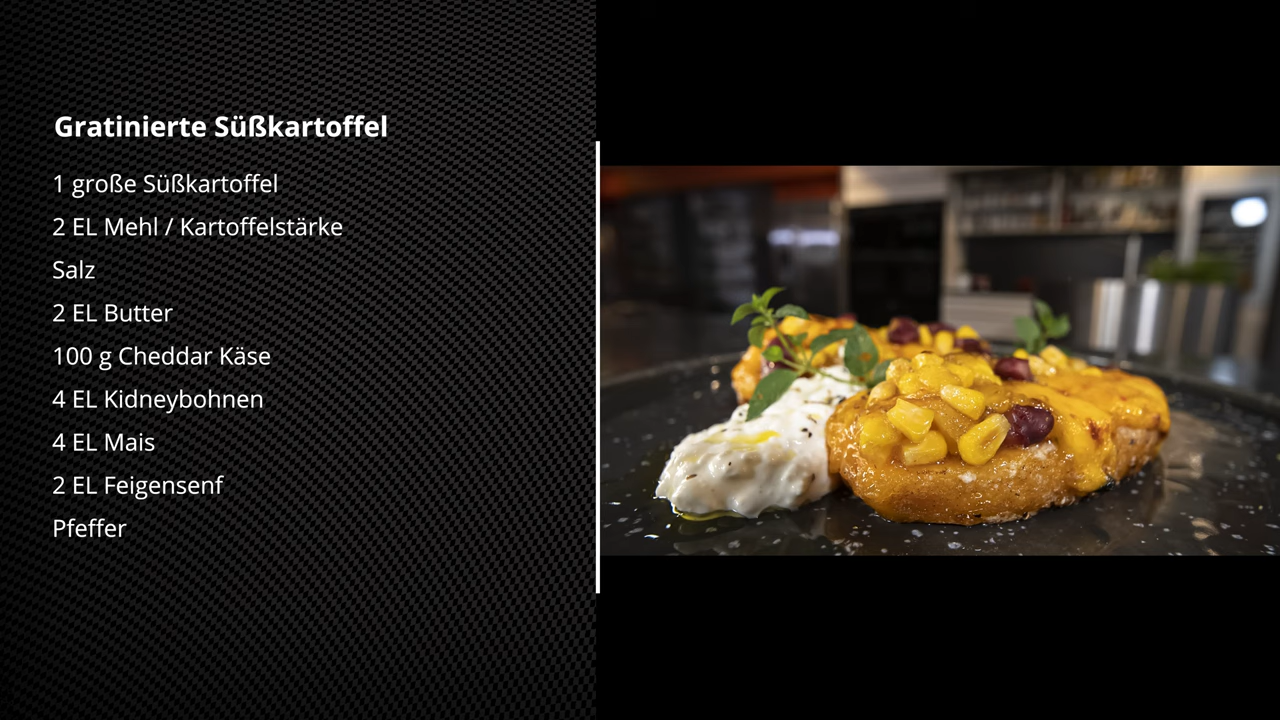 Gratinierte Süßkartoffel
1 große Süßkartoffel
2 EL Mehl / Kartoffelstärke
Salz
2 EL Butter
100 g Cheddar Käse
4 EL Kidneybohnen
4 EL Mais
2 EL Feigensenf
Pfeffer